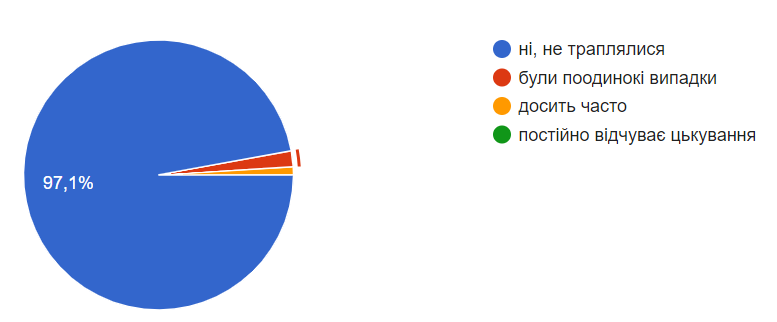 97,1%
ні, не траплялися
були поодинокі випадки
досить часто
постійно відчуває цькування